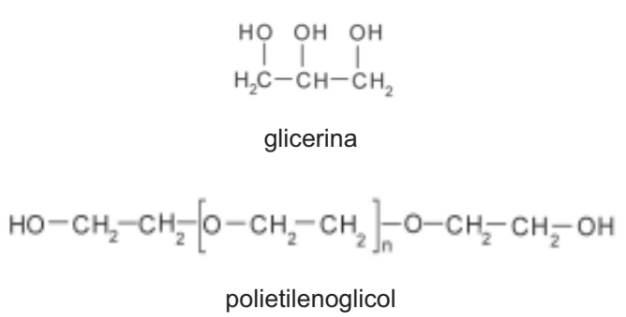 HO OH OH
H₂C–CH–CH₂
glicerina
HO–CH₂–CH₂–[O–CH₂–CH₂]ₙ–O–CH₂–CH₂–OH
polietilenoglicol